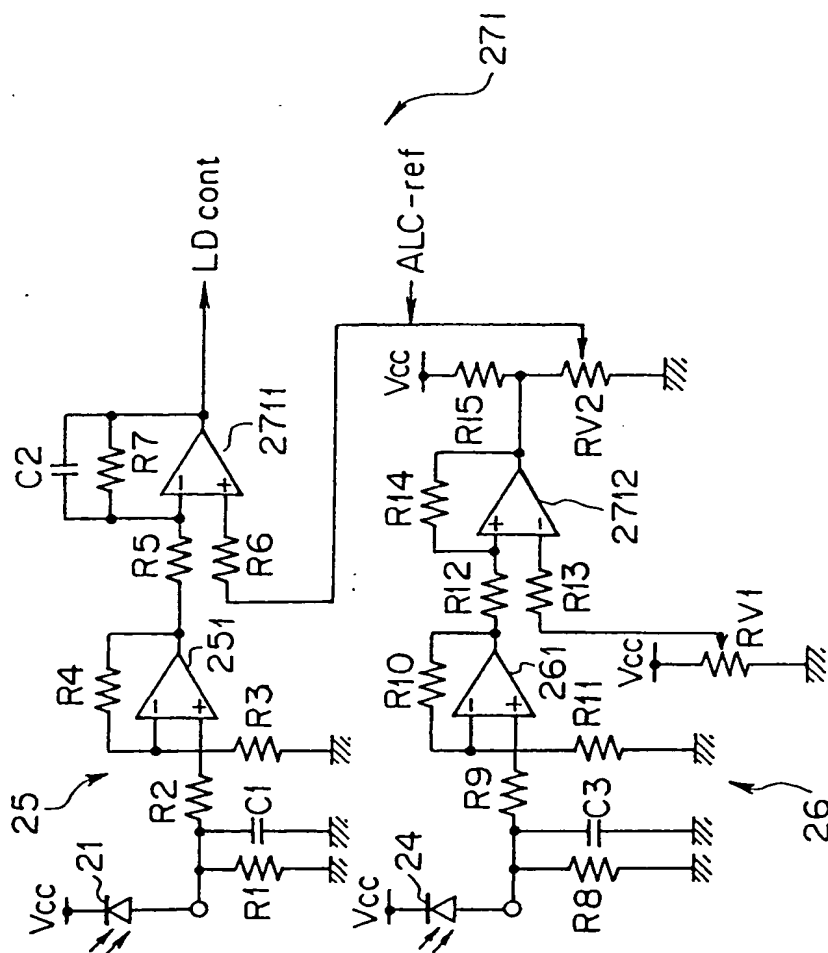 271
LD cont
ALC-ref
C2
R7
2711
R5
R6
Vcc
R15
RV2
R14
2712
R4
251
R3
R12
R13
Vcc
RV1
R10
261
R11
25
R2
C1
R9
C3
26
Vcc
21
R1
Vcc
24
R8
-
+
-
+
-
+
+
-